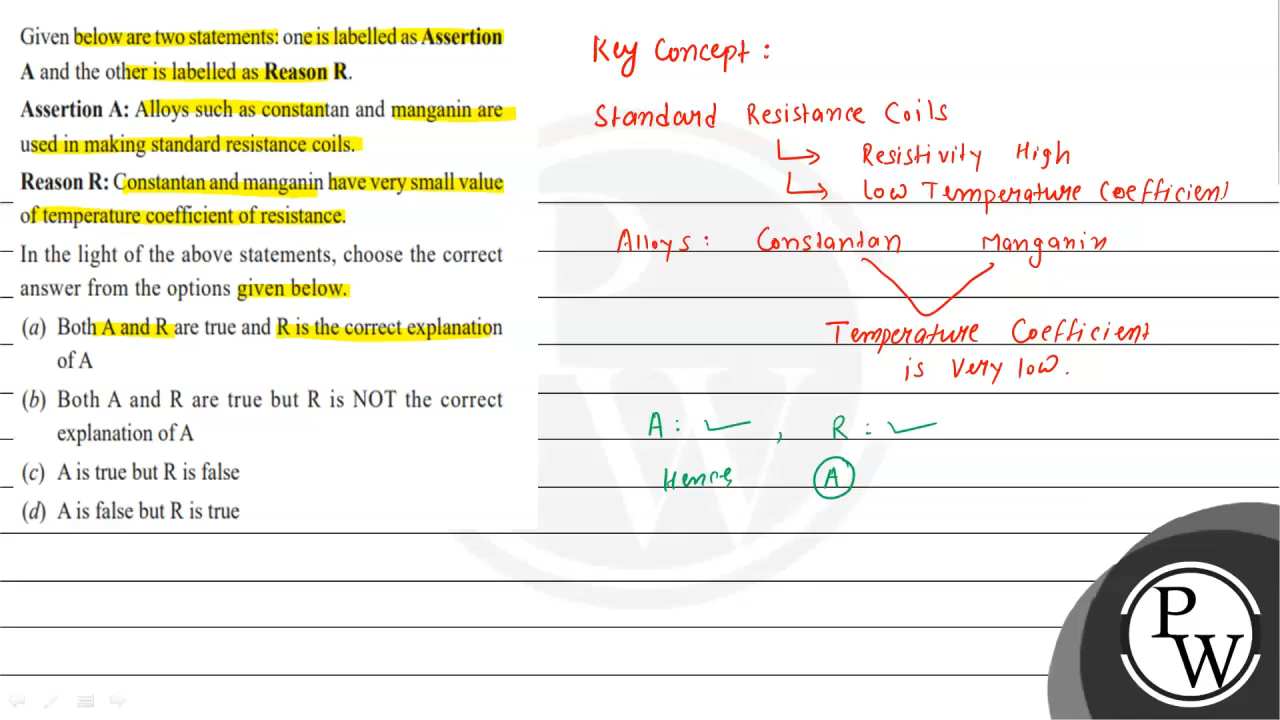 Given below are two statements: one is labelled as Assertion
A and the other is labelled as Reason R.
Assertion A: Alloys such as constantan and manganin are
used in making standard resistance coils.
Reason R: Constantan and manganin have very small value
of temperature coefficient of resistance.
In the light of the above statements, choose the correct
answer from the options given below.
(a) Both A and R are true and R is the correct explanation
of A
(b) Both A and R are true but R is NOT the correct
explanation of A
(c) A is true but R is false
(d) A is false but R is true
Key Concept :
Standard Resistance Coils
Resistivity High
Low Temperature Coefficient
Alloys : Constantan Manganin
Temperature Coefficient
is Very low.
A : ✓ , R : ✓
Hence A
PW